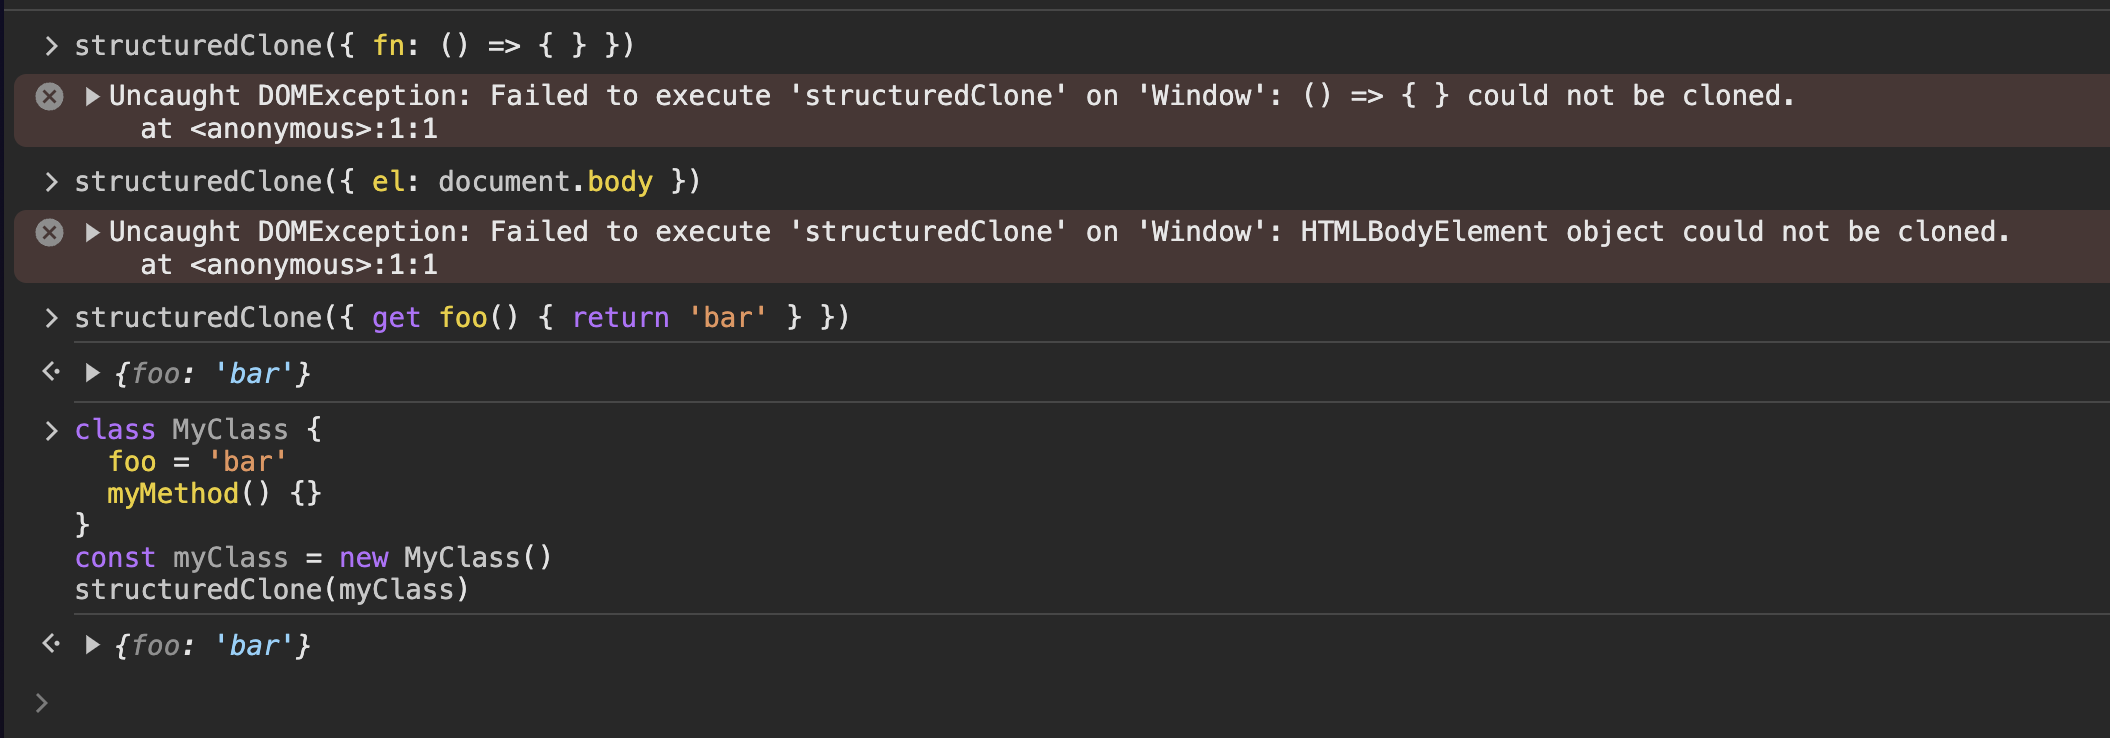 > structuredClone({ fn: () => { } })
Uncaught DOMException: Failed to execute 'structuredClone' on 'Window': () => { } could not be cloned.
at <anonymous>:1:1
> structuredClone({ el: document.body })
Uncaught DOMException: Failed to execute 'structuredClone' on 'Window': HTMLBodyElement object could not be cloned.
at <anonymous>:1:1
> structuredClone({ get foo() { return 'bar' } })
{foo: 'bar'}
> class MyClass {
foo = 'bar'
myMethod() {}
}
const myClass = new MyClass()
structuredClone(myClass)
{foo: 'bar'}
>